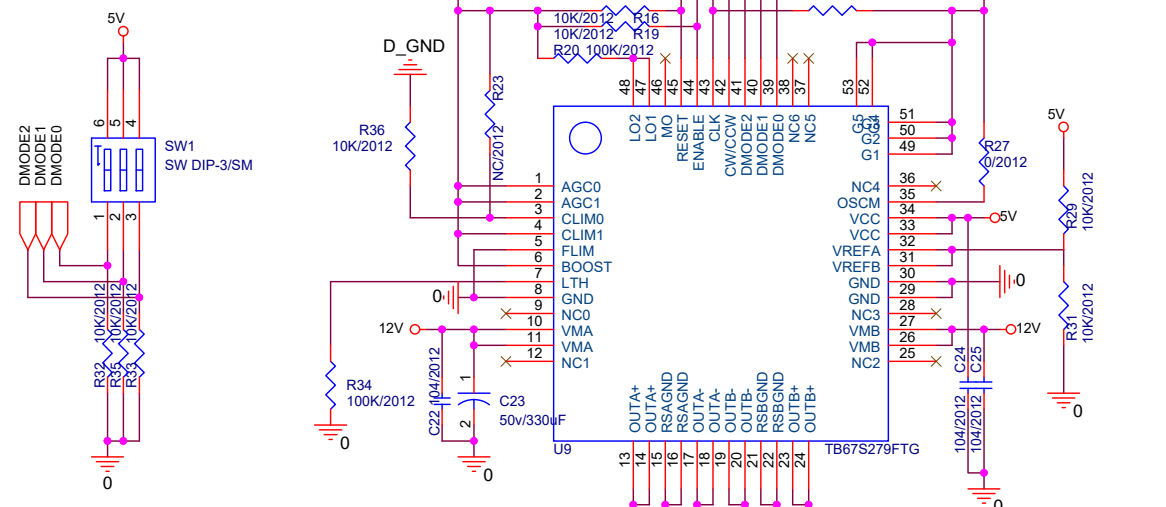 5V
6
5
4
SW1
SW DIP-3/SM
DMODE2
DMODE1
DMODE0
1
2
3
R32 10K/2012
R35 10K/2012
R33 10K/2012
0
D_GND
R36
10K/2012
R23
NC/2012
10K/2012 R16
10K/2012 R19
R20 100K/2012
48
47
46
45
44
43
42
41
40
39
38
37
53
52
LO2
LO1
MO
RESET
ENABLE
CLK
CW/CCW
DMODE2
DMODE1
DMODE0
NC6
NC5
G2
G1
51
50
49
1 AGC0
2 AGC1
3 CLIM0
4 CLIM1
5 FLIM
6 BOOST
7 LTH
8 GND
9 NC0
10 VMA
11 VMA
12 NC1
NC4 36
OSCM 35
VCC 34
VCC 33
VREFA 32
VREFB 31
GND 30
GND 29
NC3 28
VMB 27
VMB 26
NC2 25
OUTA+
OUTA+
RSAGND
RSAGND
OUTA-
OUTA-
OUTB-
OUTB-
RSBGND
RSBGND
OUTB+
OUTB+
U9
TB67S279FTG
13
14
15
16
17
18
19
20
21
22
23
24
0
12V
R34
100K/2012
0
C22 104/2012
1
2
C23
50v/330uF
0
R27
0/2012
5V
0
12V
C24
C25
104/2012
104/2012
0
5V
R29
10K/2012
R31
10K/2012
0